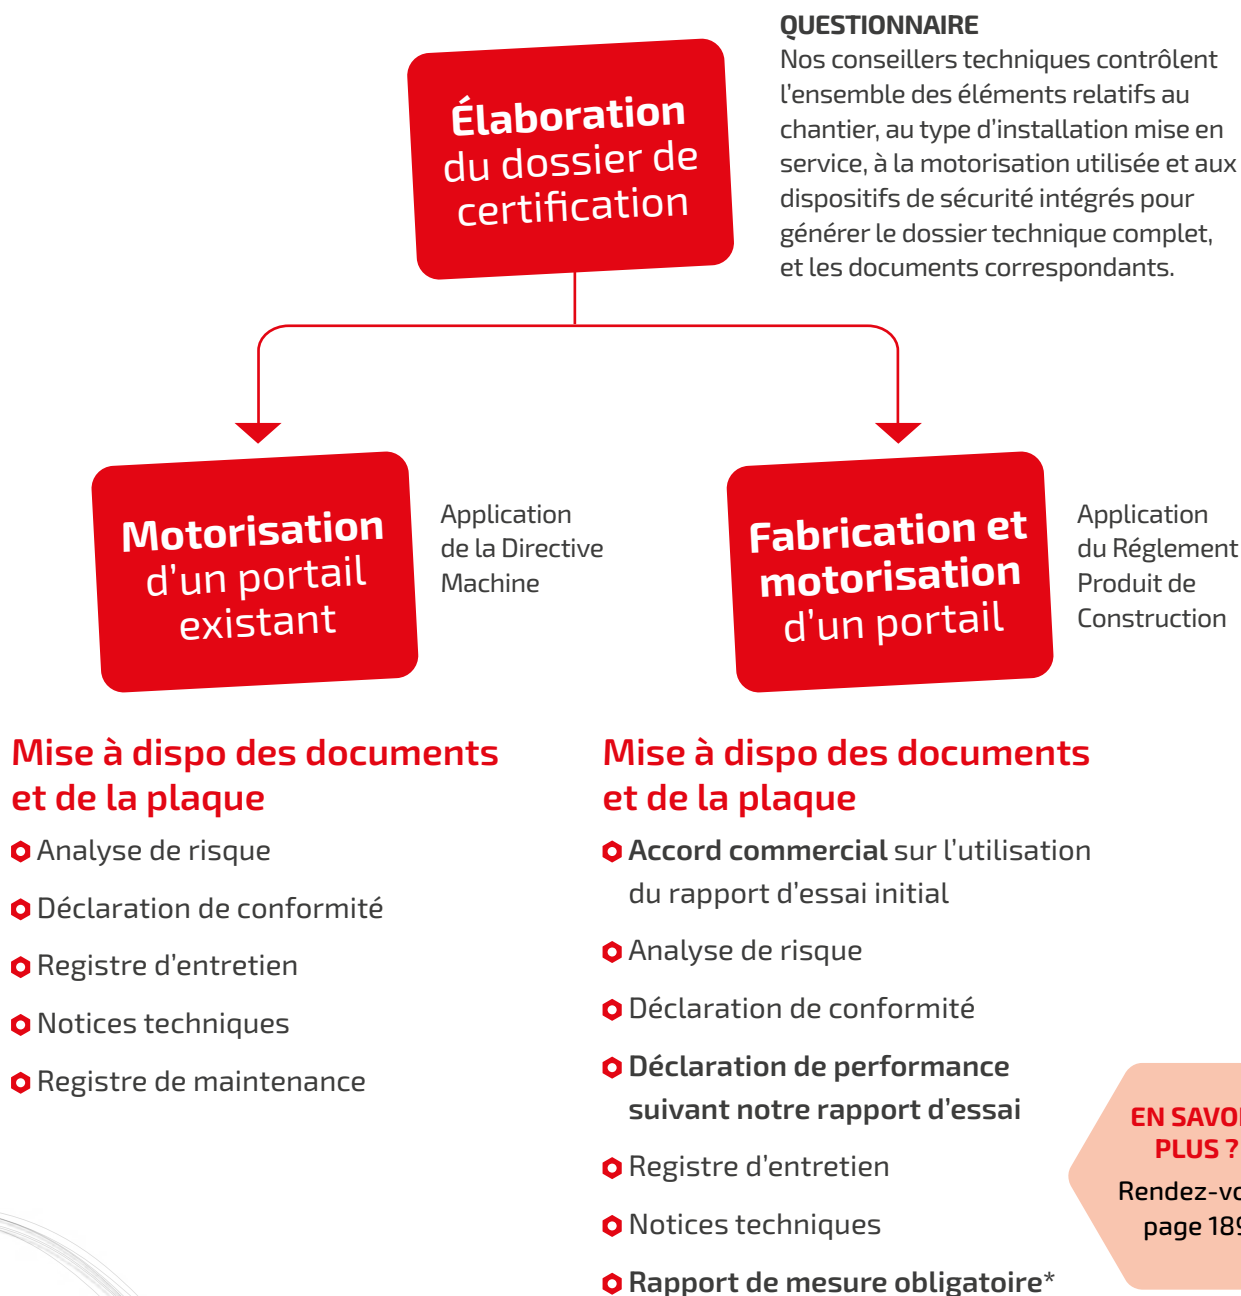 QUESTIONNAIRE
Nos conseillers techniques contrôlent
l'ensemble des éléments relatifs au
chantier, au type d'installation mise en
service, à la motorisation utilisée et aux
dispositifs de sécurité intégrés pour
générer le dossier technique complet,
et les documents correspondants.
Élaboration
du dossier de
certification
Motorisation
d'un portail
existant
Application
de la Directive
Machine
Fabrication et
motorisation
d'un portail
Application
du Réglement
Produit de
Construction
Mise à dispo des documents
et de la plaque
Analyse de risque
Déclaration de conformité
Registre d'entretien
Notices techniques
Registre de maintenance
Mise à dispo des documents
et de la plaque
Accord commercial sur l'utilisation
du rapport d'essai initial
Analyse de risque
Déclaration de conformité
Déclaration de performance
suivant notre rapport d'essai
Registre d'entretien
Notices techniques
Rapport de mesure obligatoire*
EN
PLUS ?
page 189